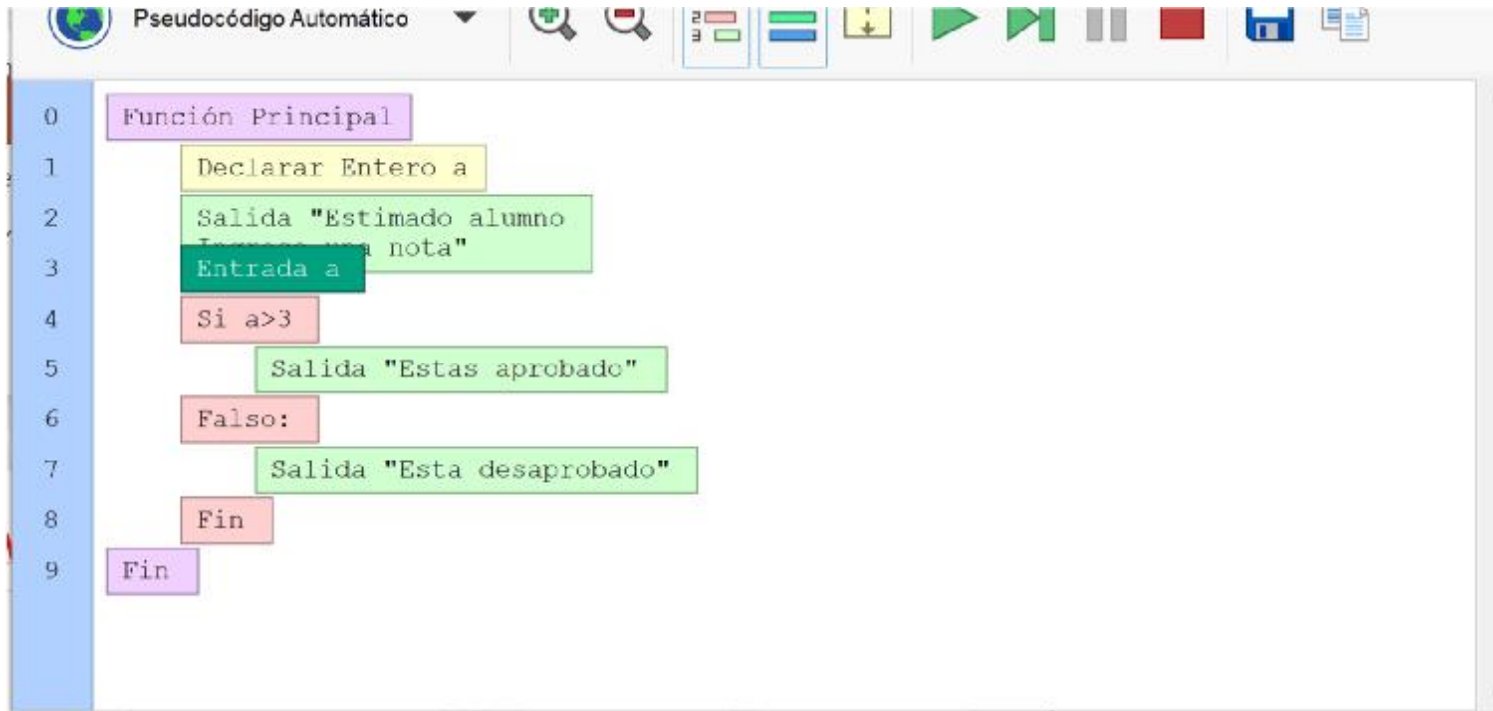 Pseudocódigo Automático
0 Función Principal
1 Declarar Entero a
2 Salida "Estimado alumno
nota"
3 Entrada a
4 Si a>3
5 Salida "Estas aprobado"
6 Falso:
7 Salida "Esta desaprobado"
8 Fin
9 Fin